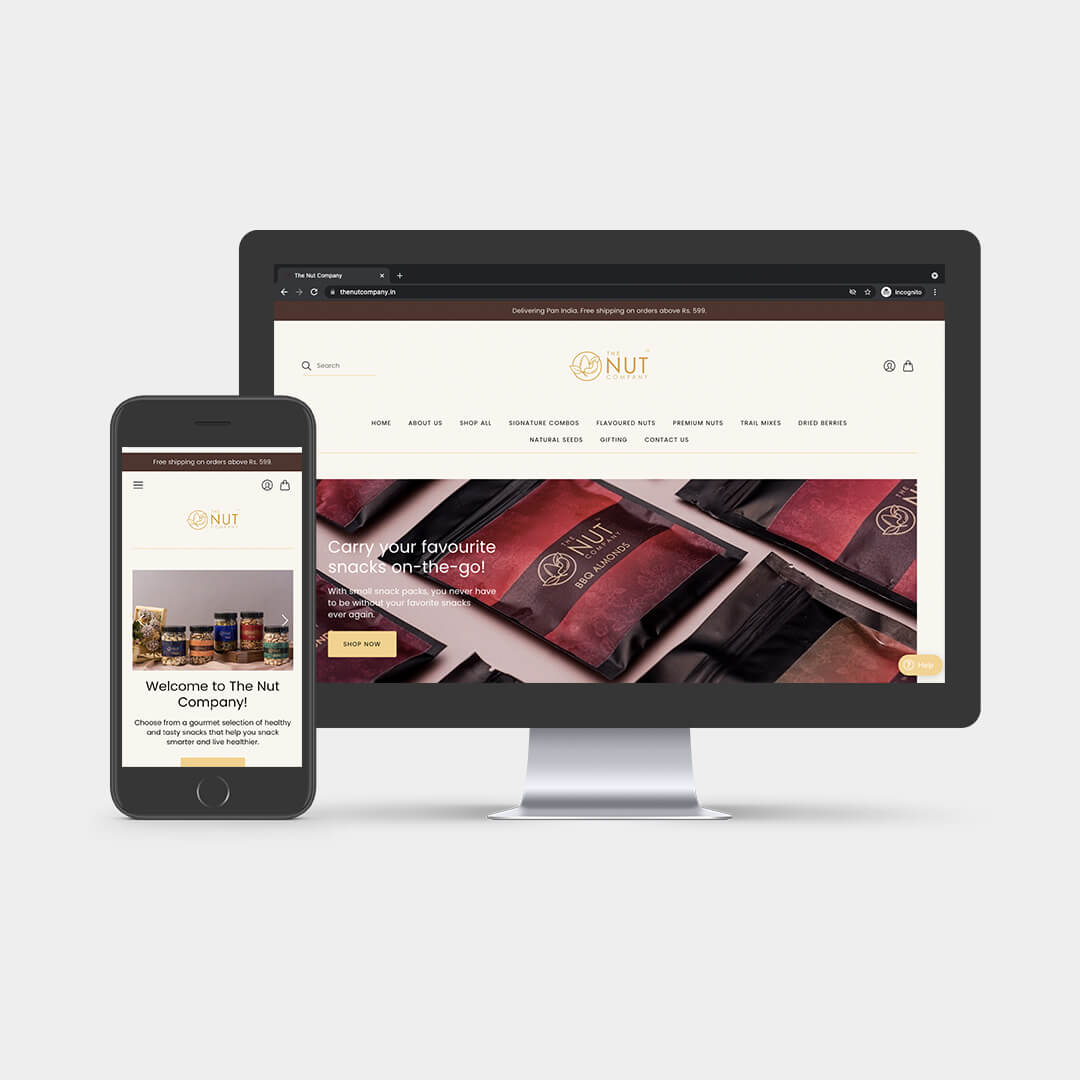 The Nut Company
thenutcompany.in
Incognito
Delivering Pan India. Free shipping on orders above Rs. 599.
Search
THE
NUT
COMPANY
HOME ABOUT US SHOP ALL SIGNATURE COMBOS FLAVOURED NUTS PREMIUM NUTS TRAIL MIXES DRIED BERRIES
NATURAL SEEDS GIFTING CONTACT US
Carry your favourite
snacks on-the-go!
With small snack packs, you never have
to be without your favorite snacks
ever again.
SHOP NOW
THE
NUT
COMPANY
BBQ ALMONDS
THE
NUT
COMPANY
Help
Free shipping on orders above Rs. 599.
THE
NUT
COMPANY
Welcome to The Nut
Company!
Choose from a gourmet selection of healthy
and tasty snacks that help you snack
smarter and live healthier.